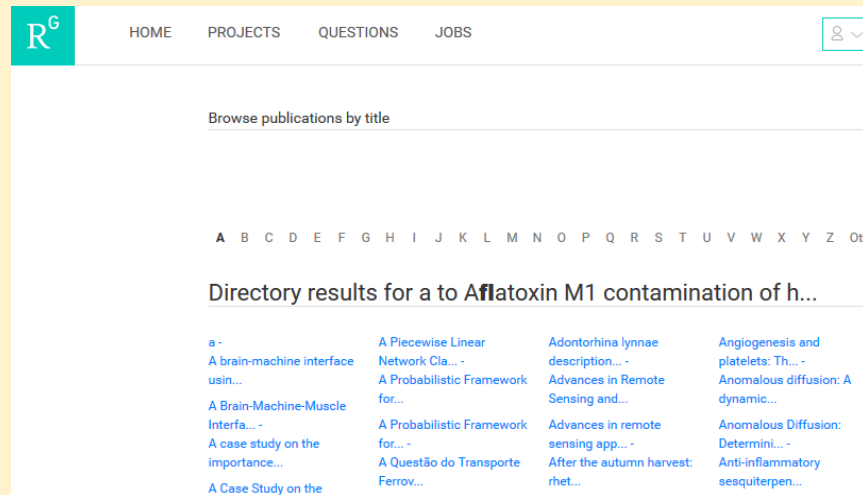 RG
HOME PROJECTS QUESTIONS JOBS
Browse publications by title
A B C D E F G H I J K L M N O P Q R S T U V W X Y Z Ot
Directory results for a to Aflatoxin M1 contamination of h...
a -
A brain-machine interface
usin...
A Brain-Machine-Muscle
Interfa... -
A case study on the
importance...
A Case Study on the
A Piecewise Linear
Network Cla... -
A Probabilistic Framework
for...
A Probabilistic Framework
for... -
A Questão do Transporte
Ferrov...
Adontorhina lynnae
description... -
Advances in Remote
Sensing and...
Advances in remote
sensing app... -
After the autumn harvest:
rhet...
Angiogenesis and
platelets: Th... -
Anomalous diffusion: A
dynamic...
Anomalous Diffusion:
Determini... -
Anti-inflammatory
sesquiterpen...